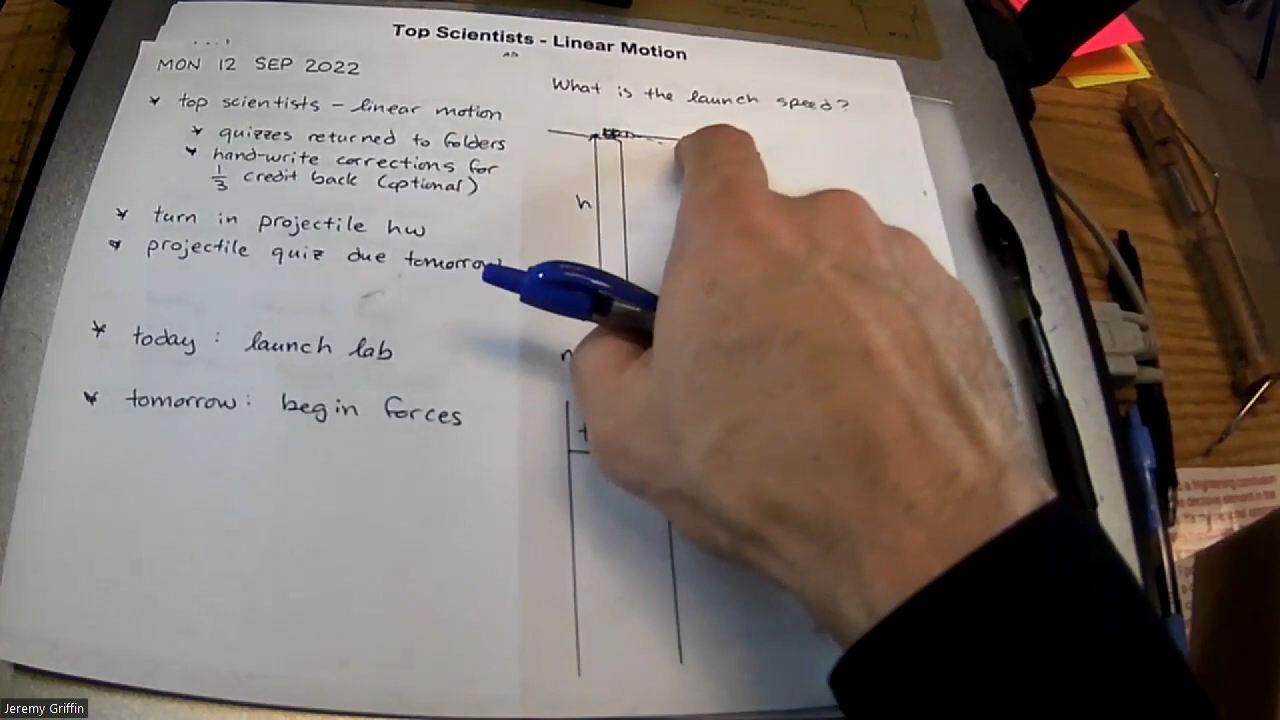 Top Scientists - Linear Motion
MON 12 SEP 2022
* top scientists - linear motion
* quizzes returned to folders
* hand-write corrections for
1/3 credit back (optional)
* turn in projectile hw
* projectile quiz due tomorrow
* today : launch lab
* tomorrow: begin forces
What is the launch speed?
h
Jeremy Griffin